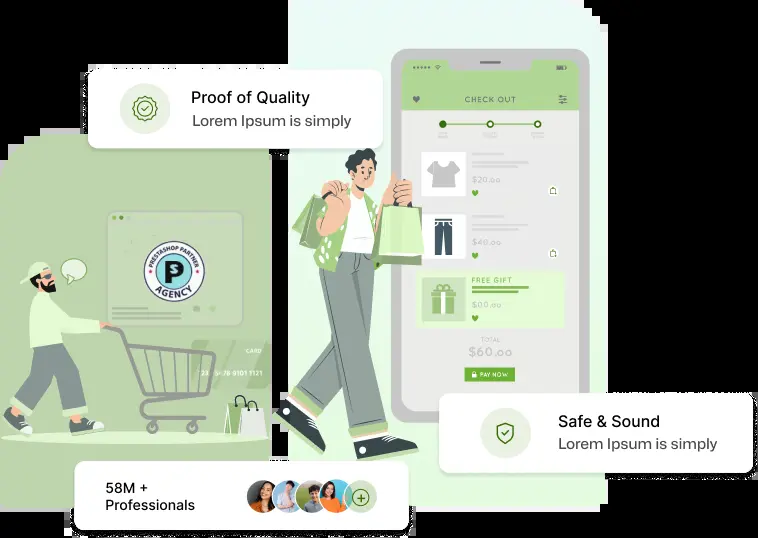 Proof of Quality
Lorem Ipsum is simply
CHECK OUT
$20.00
$40.00
FREE GIFT
$00.00
TOTAL
$60.00
PAY NOW
PRESTASHOP PARTNER
AGENCY
CARD
Safe & Sound
Lorem Ipsum is simply
58M +
Professionals